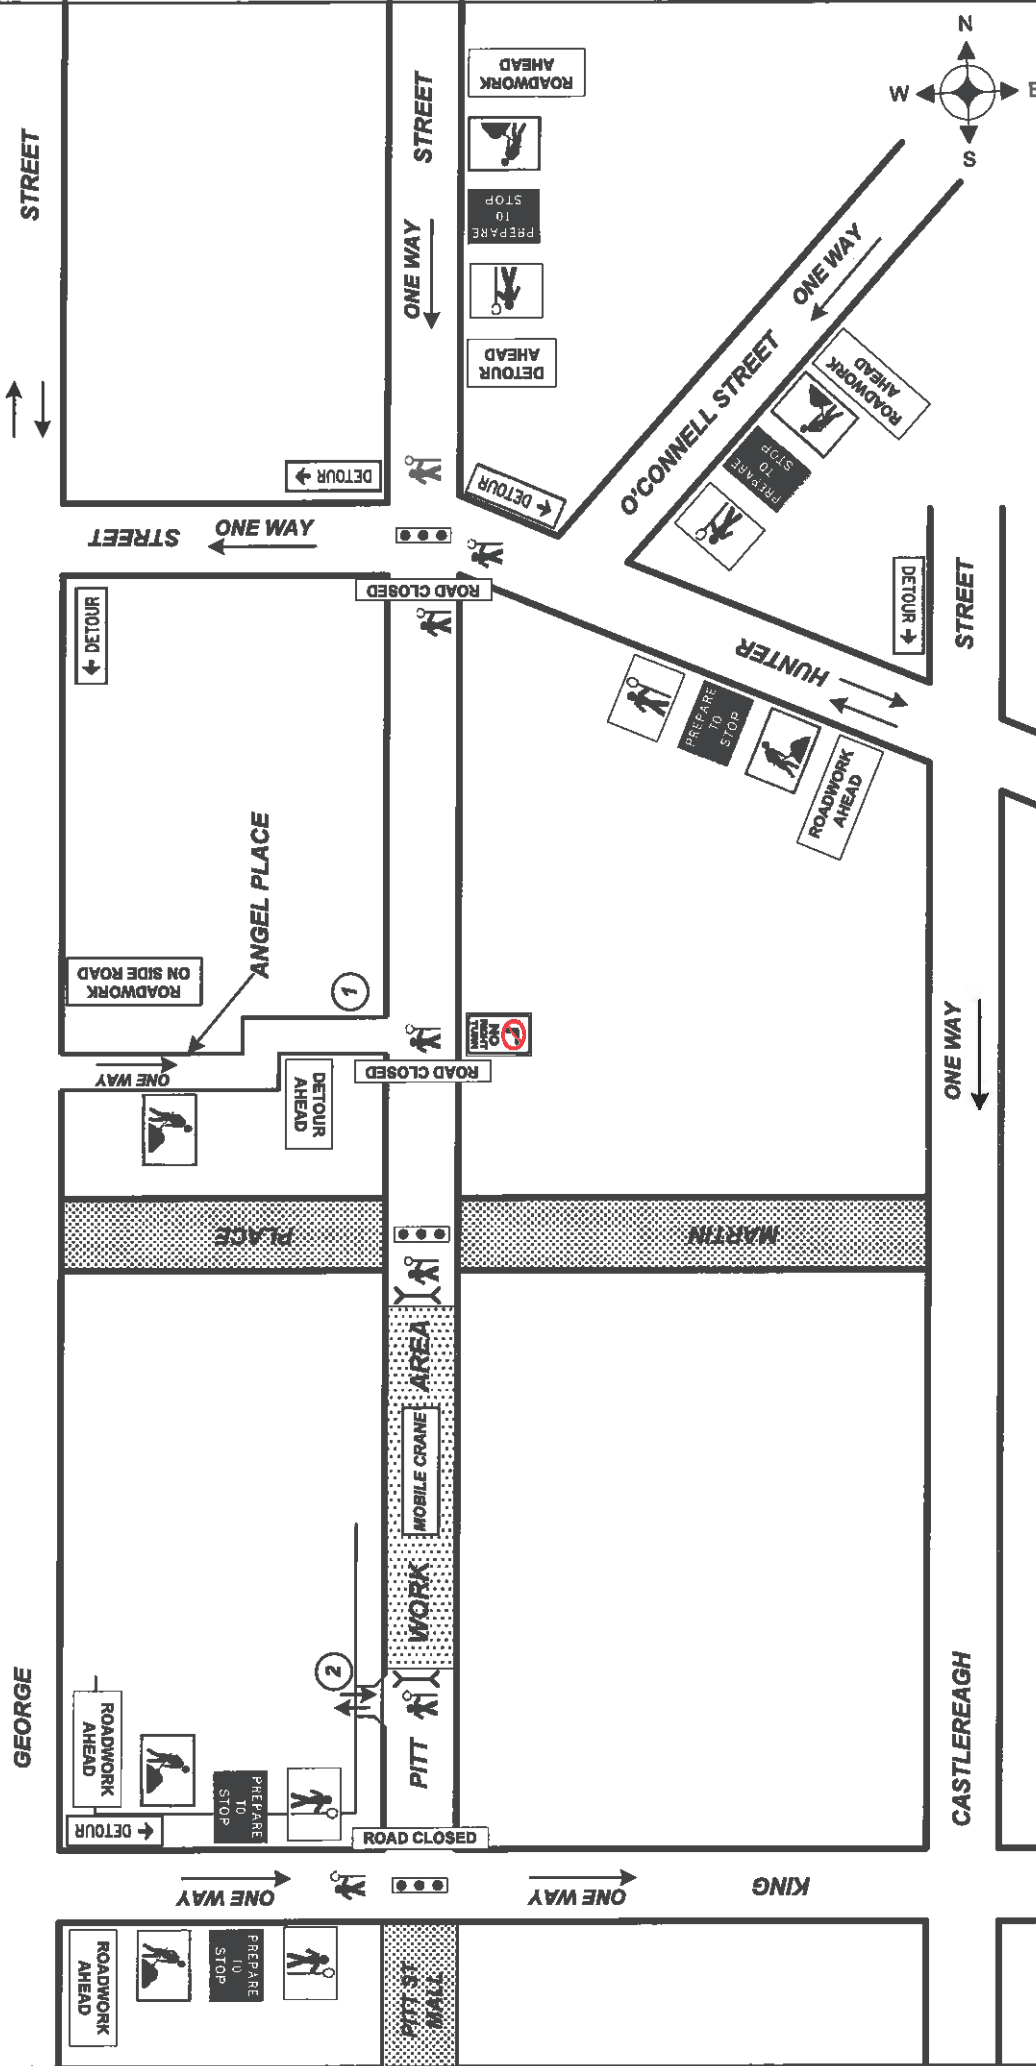 N
W
E
S
STREET
STREET
ONE WAY
ROADWORK
AHEAD
PREPARE
TO
STOP
DETOUR
AHEAD
DETOUR
DETOUR
O'CONNELL STREET
ONE WAY
ROADWORK
AHEAD
PREPARE
TO
STOP
STREET
ONE WAY
ROAD CLOSED
DETOUR
DETOUR
STREET
HUNTER
PREPARE
TO
STOP
ROADWORK
AHEAD
ANGEL PLACE
ROADWORK
ON SIDE ROAD
1
ONE WAY
NO
RIGHT
TURN
ROAD CLOSED
DETOUR
AHEAD
ONE WAY
PLACE
MARTIN
AREA
MOBILE CRANE
WORK
2
GEORGE
ROADWORK
AHEAD
PREPARE
TO
STOP
DETOUR
PITT
ROAD CLOSED
CASTLEREAGH
ONE WAY
ONE WAY
KING
ROADWORK
AHEAD
PREPARE
TO
STOP
PITT ST
MALL